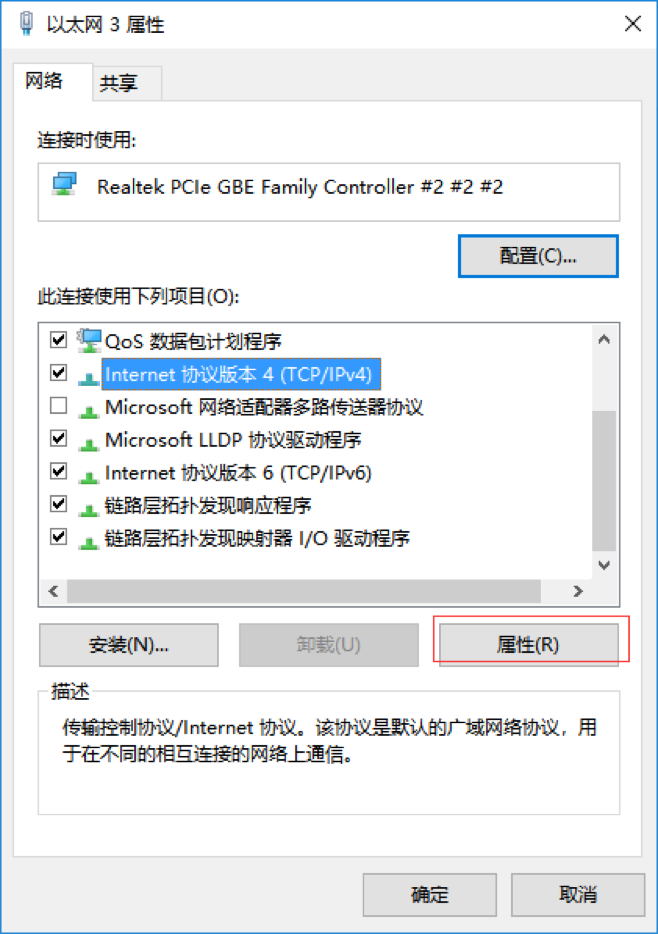 以太网 3 属性
网络
共享
连接时使用:
Realtek PCIe GBE Family Controller #2 #2 #2
配置(C)...
此连接使用下列项目(O):
QoS 数据包计划程序
Internet 协议版本 4 (TCP/IPv4)
Microsoft 网络适配器多路传送器协议
Microsoft LLDP 协议驱动程序
Internet 协议版本 6 (TCP/IPv6)
链路层拓扑发现响应程序
链路层拓扑发现映射器 I/O 驱动程序
安装(N)...
卸载(U)
属性(R)
描述
传输控制协议/Internet 协议。该协议是默认的广域网络协议，用
于在不同的相互连接的网络上通信。
确定
取消